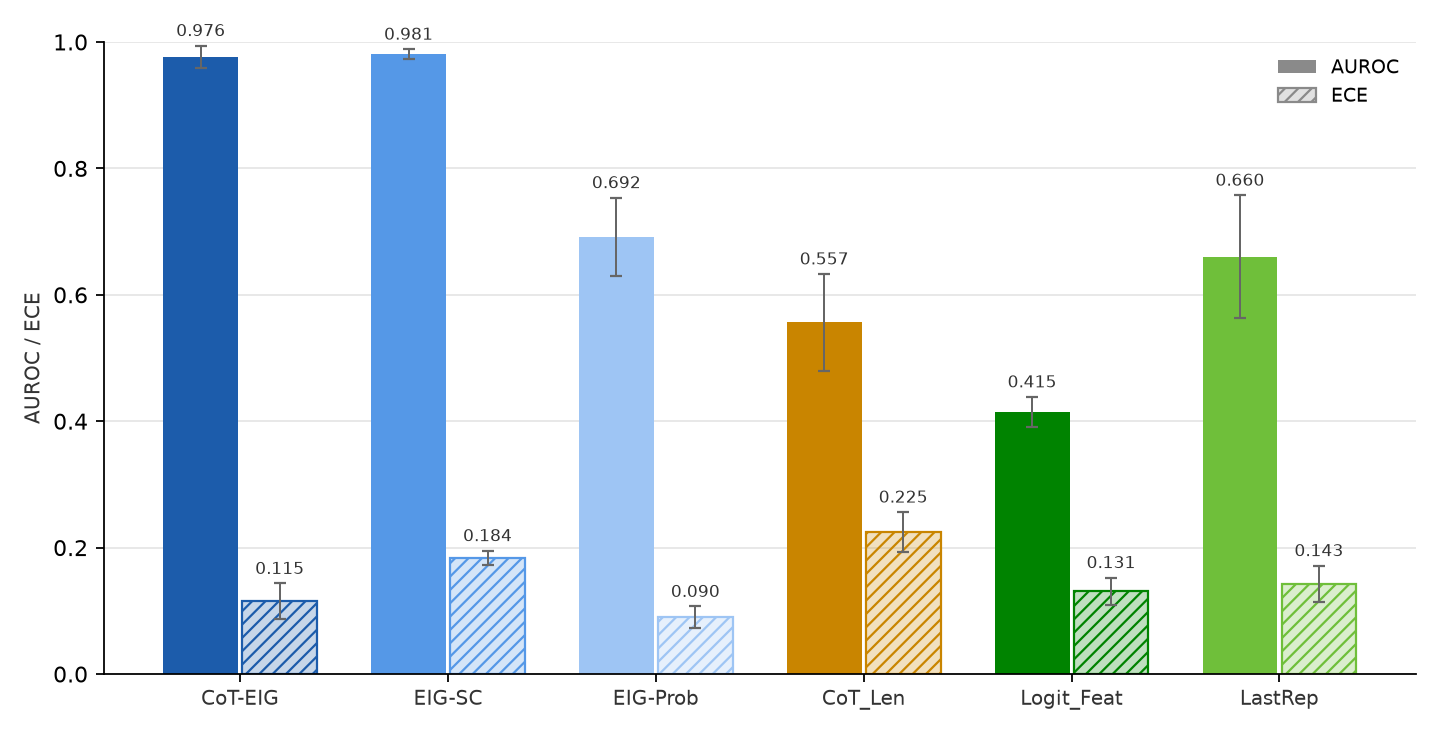 0.976
0.981
1.0
AUROC
ECE
0.8
0.692
0.660
0.6
0.557
AUROC / ECE
0.415
0.4
0.225
0.2
0.184
0.143
0.131
0.115
0.090
0.0
CoT-EIG
EIG-SC
EIG-Prob
CoT_Len
Logit_Feat
LastRep